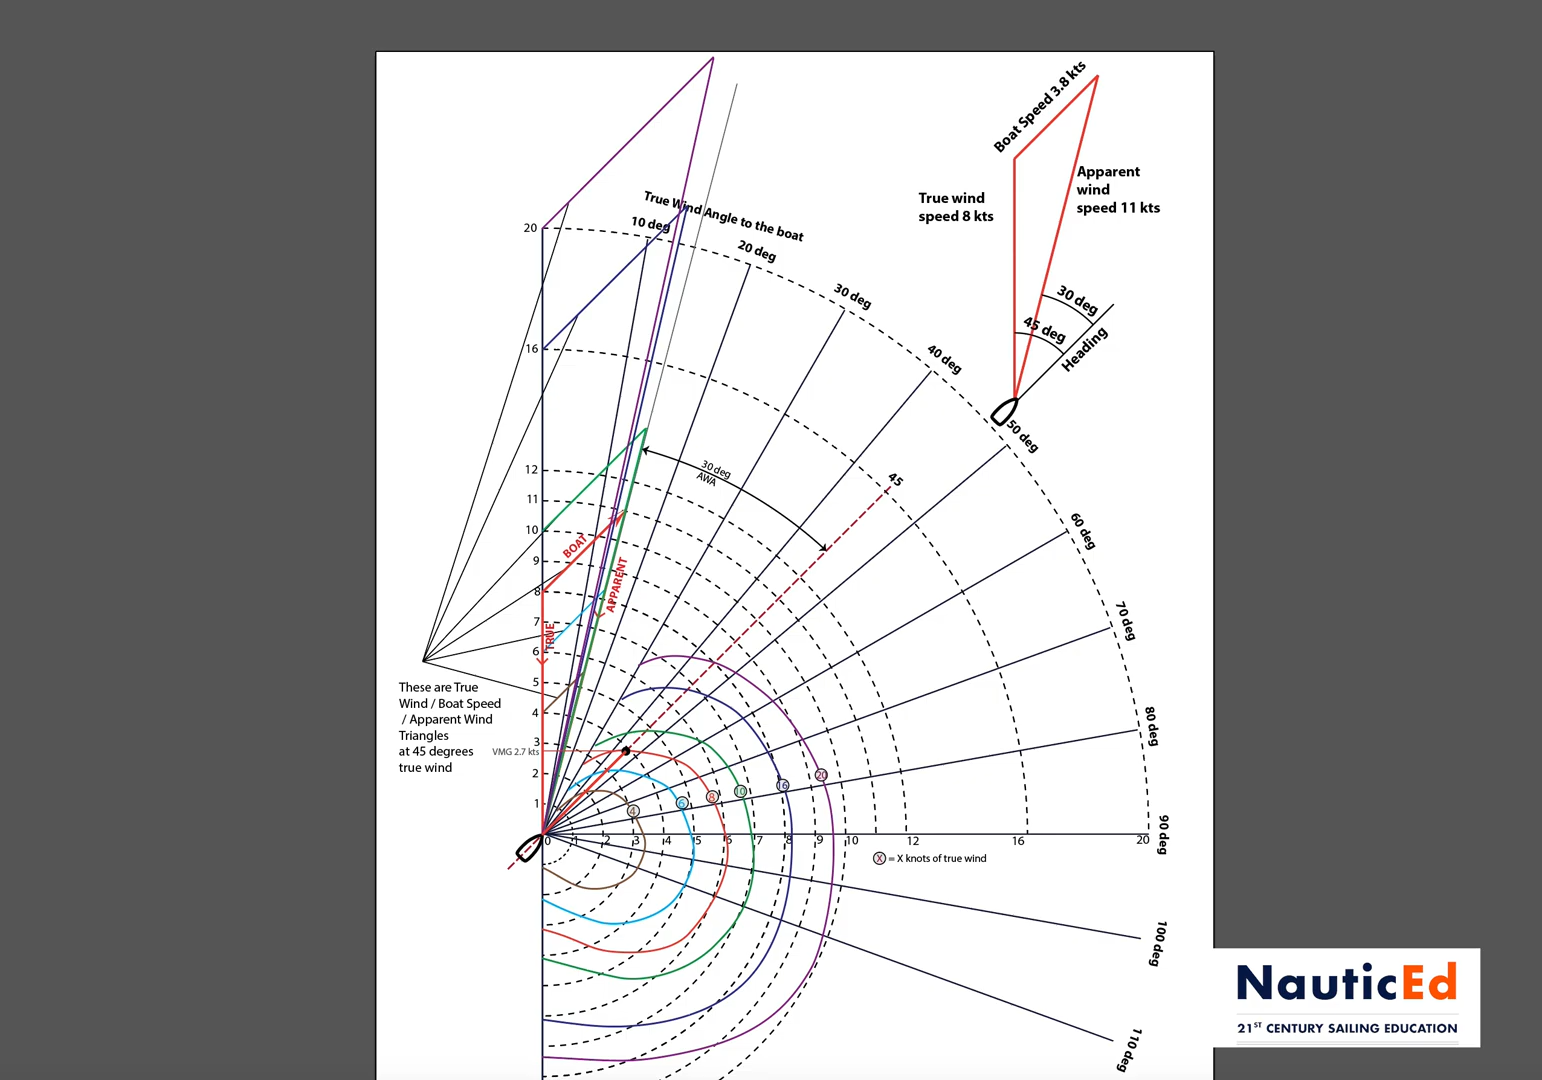 Boat Speed 3.8 kts
True wind
speed 8 kts
Apparent
wind
speed 11 kts
30 deg
45 deg
Heading
True Wind Angle to the boat
10 deg
20 deg
30 deg
40 deg
50 deg
60 deg
70 deg
80 deg
90 deg
100 deg
110 deg
45
30 deg
AWA
20
16
12
11
10
9
8
7
6
5
4
3
2
1
BOAT
APPARENT
TRUE
These are True
Wind / Boat Speed
/ Apparent Wind
Triangles
at 45 degrees
true wind
VMG 2.7 kts
4
6
8
10
16
20
0 1 2 3 4 5 6 7 8 9 10 12 16 20
X = X knots of true wind
NauticEd
21ST CENTURY SAILING EDUCATION